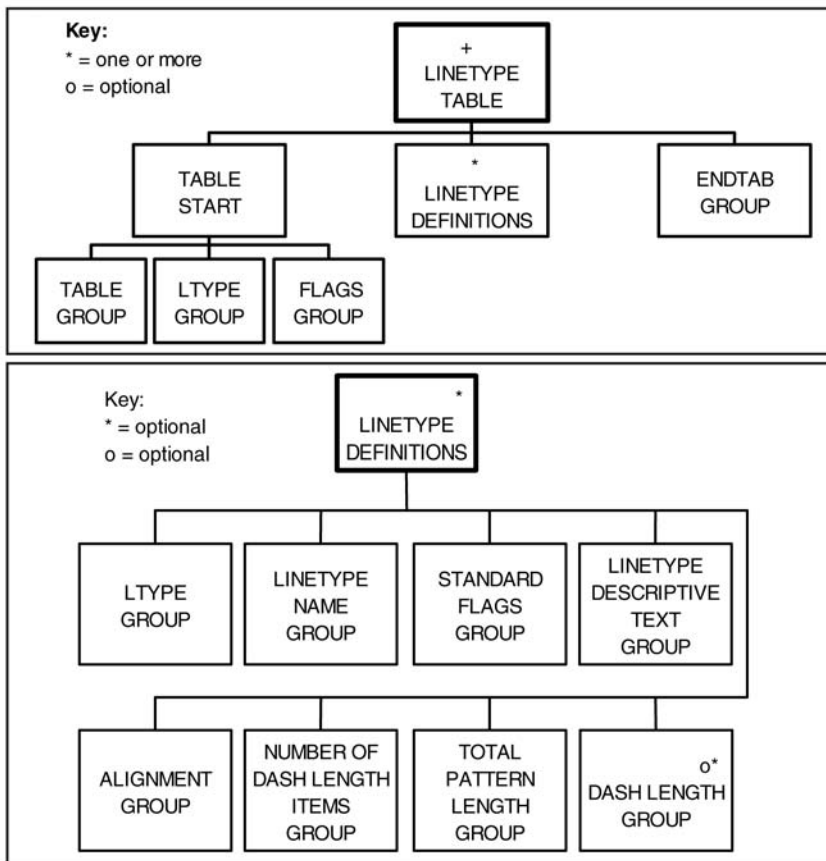 Key:
* = one or more
o = optional
+
LINETYPE
TABLE
TABLE
START
*
LINETYPE
DEFINITIONS
ENDTAB
GROUP
TABLE
GROUP
LTYPE
GROUP
FLAGS
GROUP
Key:
* = optional
o = optional
*
LINETYPE
DEFINITIONS
LTYPE
GROUP
LINETYPE
NAME
GROUP
STANDARD
FLAGS
GROUP
LINETYPE
DESCRIPTIVE
TEXT
GROUP
ALIGNMENT
GROUP
NUMBER OF
DASH LENGTH
ITEMS
GROUP
TOTAL
PATTERN
LENGTH
GROUP
o*
DASH LENGTH
GROUP